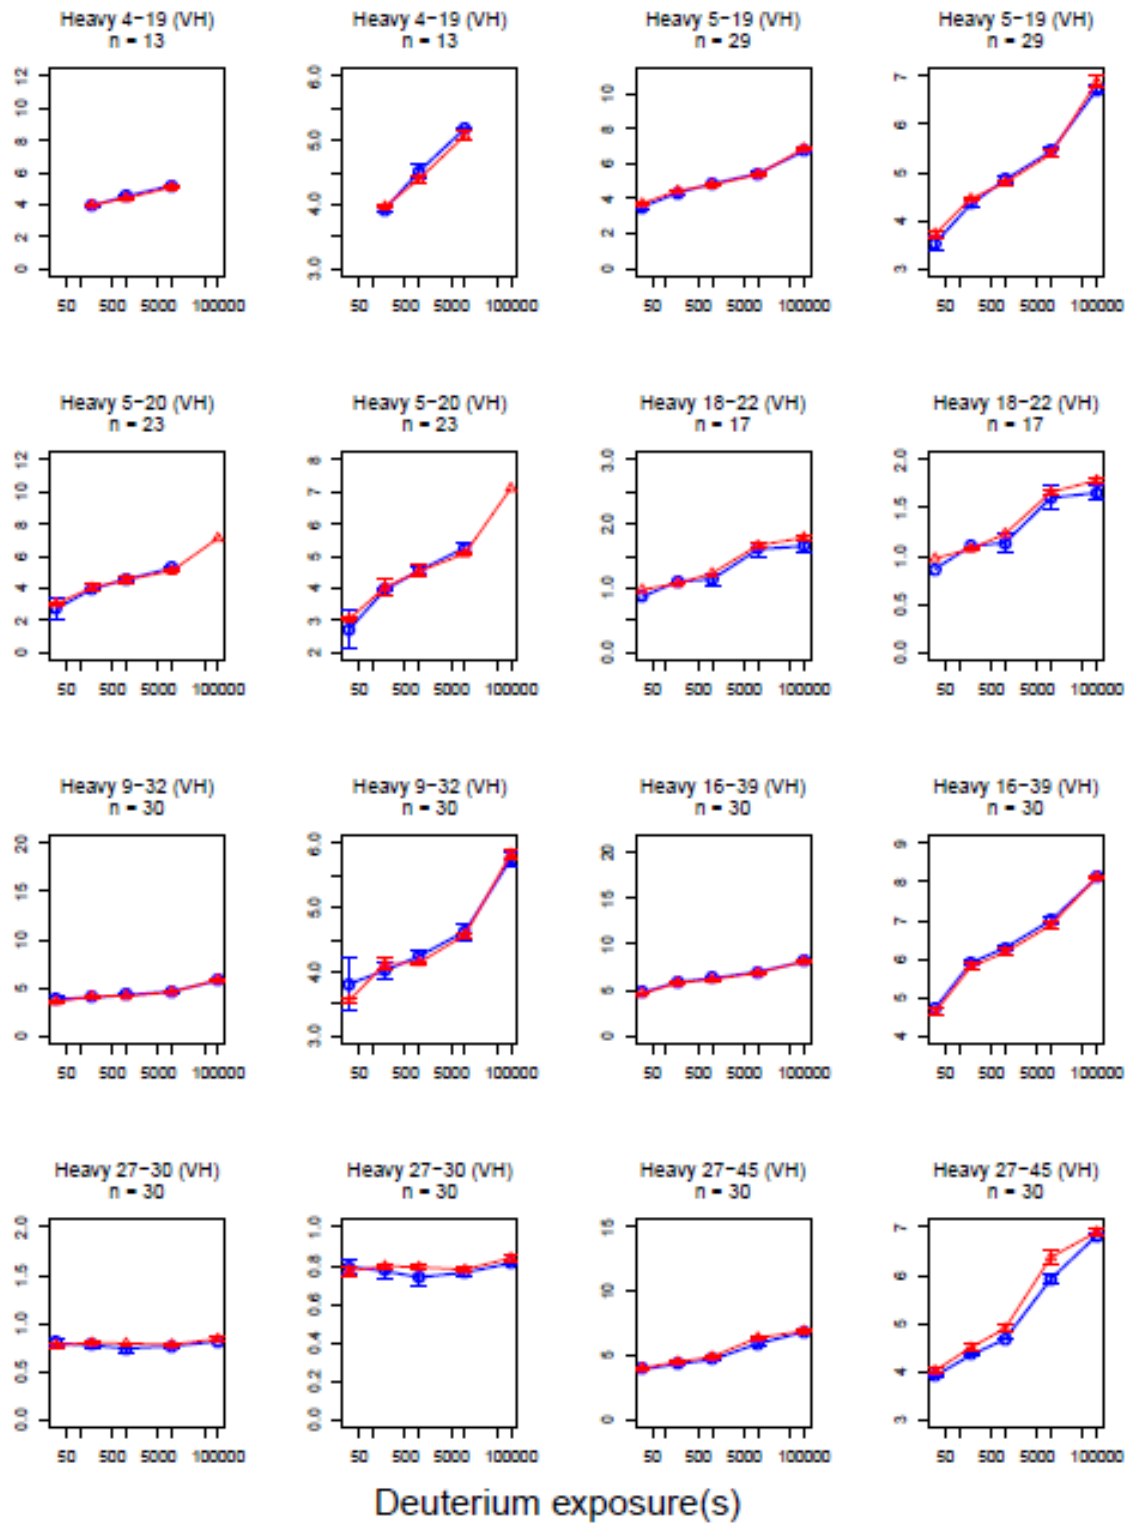 Heavy 4−19 (VH)
n = 13
0 2 4 6 8 10 12
50 500 5000 100000
Heavy 4−19 (VH)
n = 13
3.0 4.0 5.0 6.0
50 500 5000 100000
Heavy 5−19 (VH)
n = 29
0 2 4 6 8 10
50 500 5000 100000
Heavy 5−19 (VH)
n = 29
3 4 5 6 7
50 500 5000 100000
Heavy 5−20 (VH)
n = 23
0 2 4 6 8 10 12
50 500 5000 100000
Heavy 5−20 (VH)
n = 23
2 3 4 5 6 7 8
50 500 5000 100000
Heavy 18−22 (VH)
n = 17
0.0 1.0 2.0 3.0
50 500 5000 100000
Heavy 18−22 (VH)
n = 17
0.0 0.5 1.0 1.5 2.0
50 500 5000 100000
Heavy 9−32 (VH)
n = 30
0 5 10 15 20
50 500 5000 100000
Heavy 9−32 (VH)
n = 30
3.0 4.0 5.0 6.0
50 500 5000 100000
Heavy 16−39 (VH)
n = 30
0 5 10 15 20
50 500 5000 100000
Heavy 16−39 (VH)
n = 30
4 5 6 7 8 9
50 500 5000 100000
Heavy 27−30 (VH)
n = 30
0.0 0.5 1.0 1.5 2.0
50 500 5000 100000
Heavy 27−30 (VH)
n = 30
0.0 0.2 0.4 0.6 0.8 1.0
50 500 5000 100000
Heavy 27−45 (VH)
n = 30
0 5 10 15
50 500 5000 100000
Heavy 27−45 (VH)
n = 30
3 4 5 6 7
50 500 5000 100000
Deuterium exposure(s)